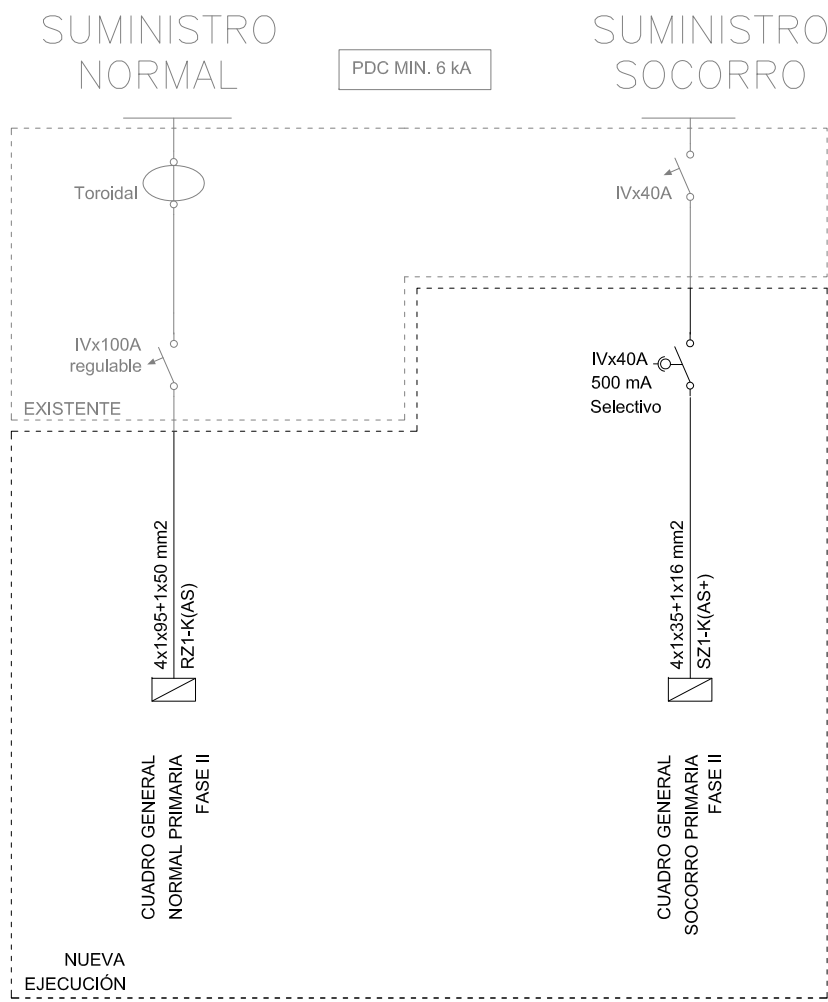 SUMINISTRO
NORMAL
PDC MIN. 6 kA
SUMINISTRO
SOCORRO
Toroidal
IVx40A
IVx100A
regulable
EXISTENTE
IVx40A
500 mA
Selectivo
4x1x95+1x50 mm2
RZ1-K(AS)
4x1x35+1x16 mm2
SZ1-K(AS+)
CUADRO GENERAL
NORMAL PRIMARIA
FASE II
CUADRO GENERAL
SOCORRO PRIMARIA
FASE II
NUEVA
EJECUCIÓN